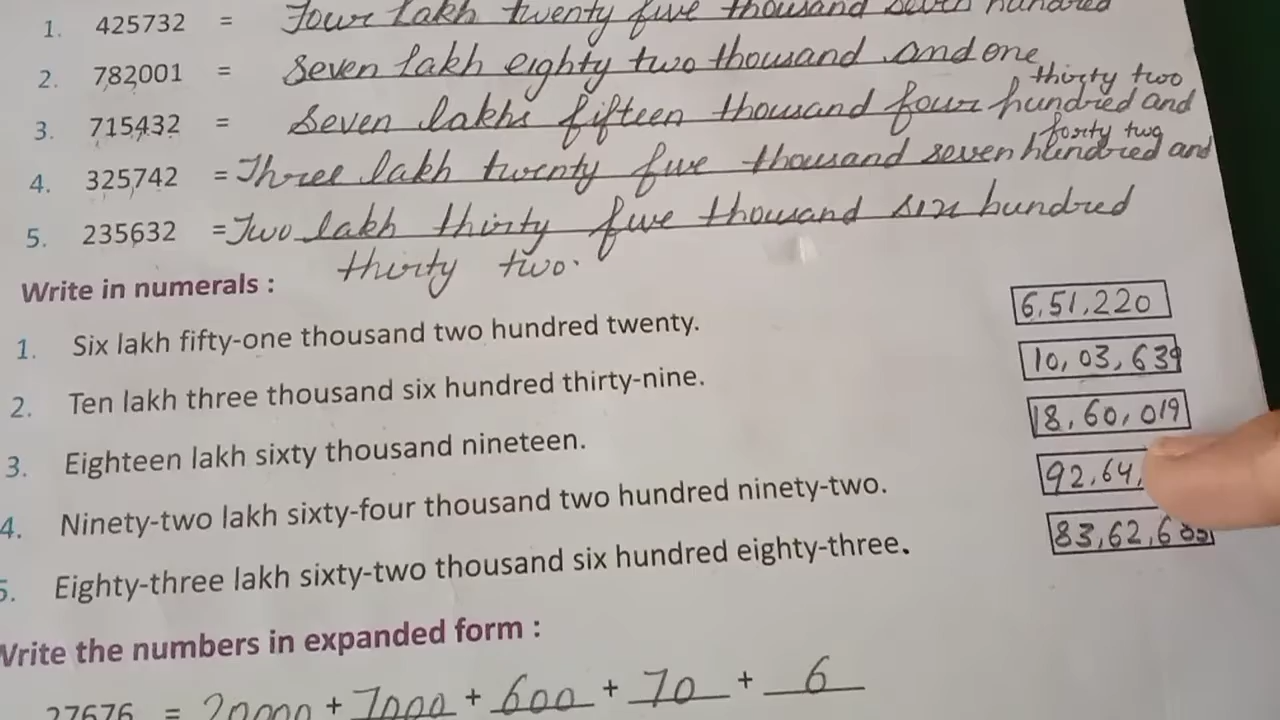 1. 425732 = Four lakh twenty five thousand seven hundred
2. 782001 = Seven lakh eighty two thousand and one
thirty two
3. 715432 = Seven lakhs fifteen thousand four hundred and
forty two
4. 325742 = Three lakh twenty five thousand seven hundred and
5. 235632 = Two lakh thirty five thousand six hundred
thirty two.
Write in numerals :
1. Six lakh fifty-one thousand two hundred twenty. 6,51,220
2. Ten lakh three thousand six hundred thirty-nine. 10,03,639
3. Eighteen lakh sixty thousand nineteen. 18,60,019
4. Ninety-two lakh sixty-four thousand two hundred ninety-two. 92,64,
5. Eighty-three lakh sixty-two thousand six hundred eighty-three. 83,62,683
Write the numbers in expanded form :
27676 = 20000 + 7000 + 600 + 70 + 6